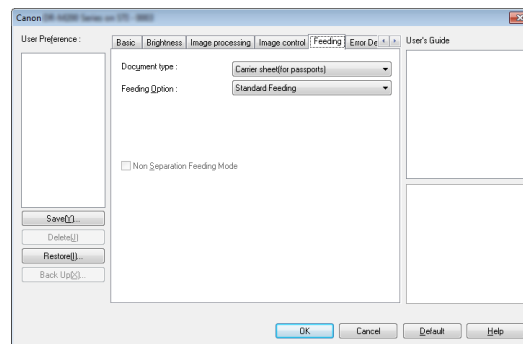 Canon
User Preference :
Basic Brightness Image processing Image control Feeding Error De
User's Guide
Document type :
Carrier sheet(for passports)
Feeding Option :
Standard Feeding
Non Separation Feeding Mode
Save(Y)...
Delete(J)
Restore(I)...
Back Up(X)...
OK Cancel Default Help